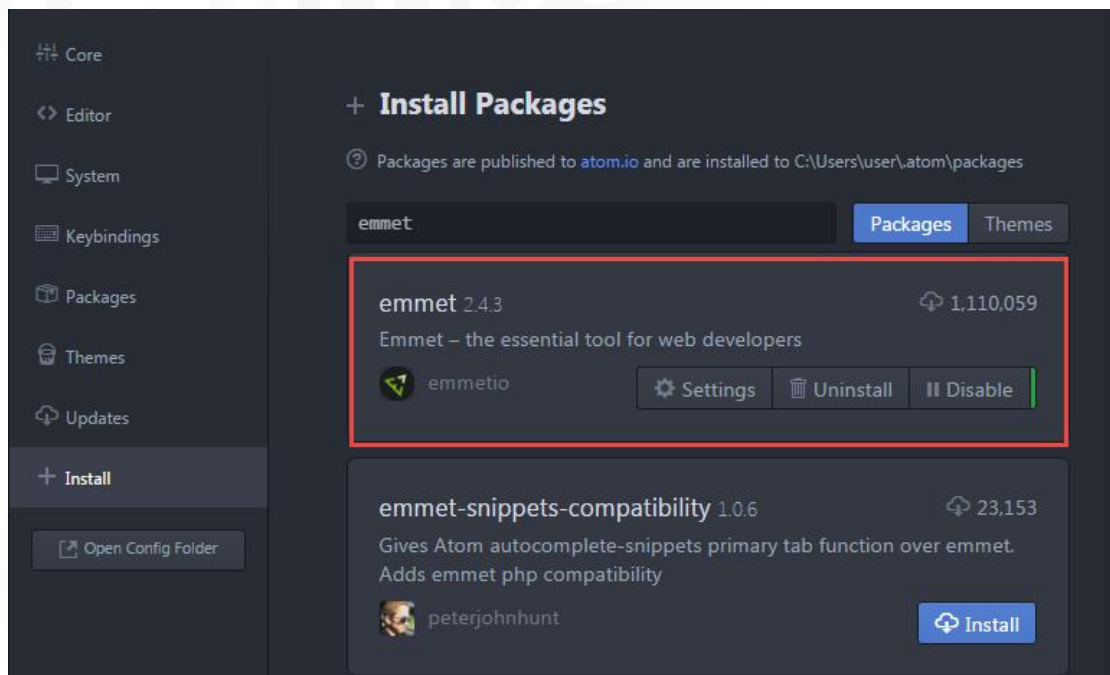 Core
Editor
System
Keybindings
Packages
Themes
Updates
Install
Open Config Folder
Install Packages
Packages are published to atom.io and are installed to C:\Users\user\.atom\packages
emmet
Packages Themes
emmet 2.4.3 1,110,059
Emmet – the essential tool for web developers
emmetio Settings Uninstall Disable
emmet-snippets-compatibility 1.0.6 23,153
Gives Atom autocomplete-snippets primary tab function over emmet.
Adds emmet php compatibility
peterjohnhunt Install